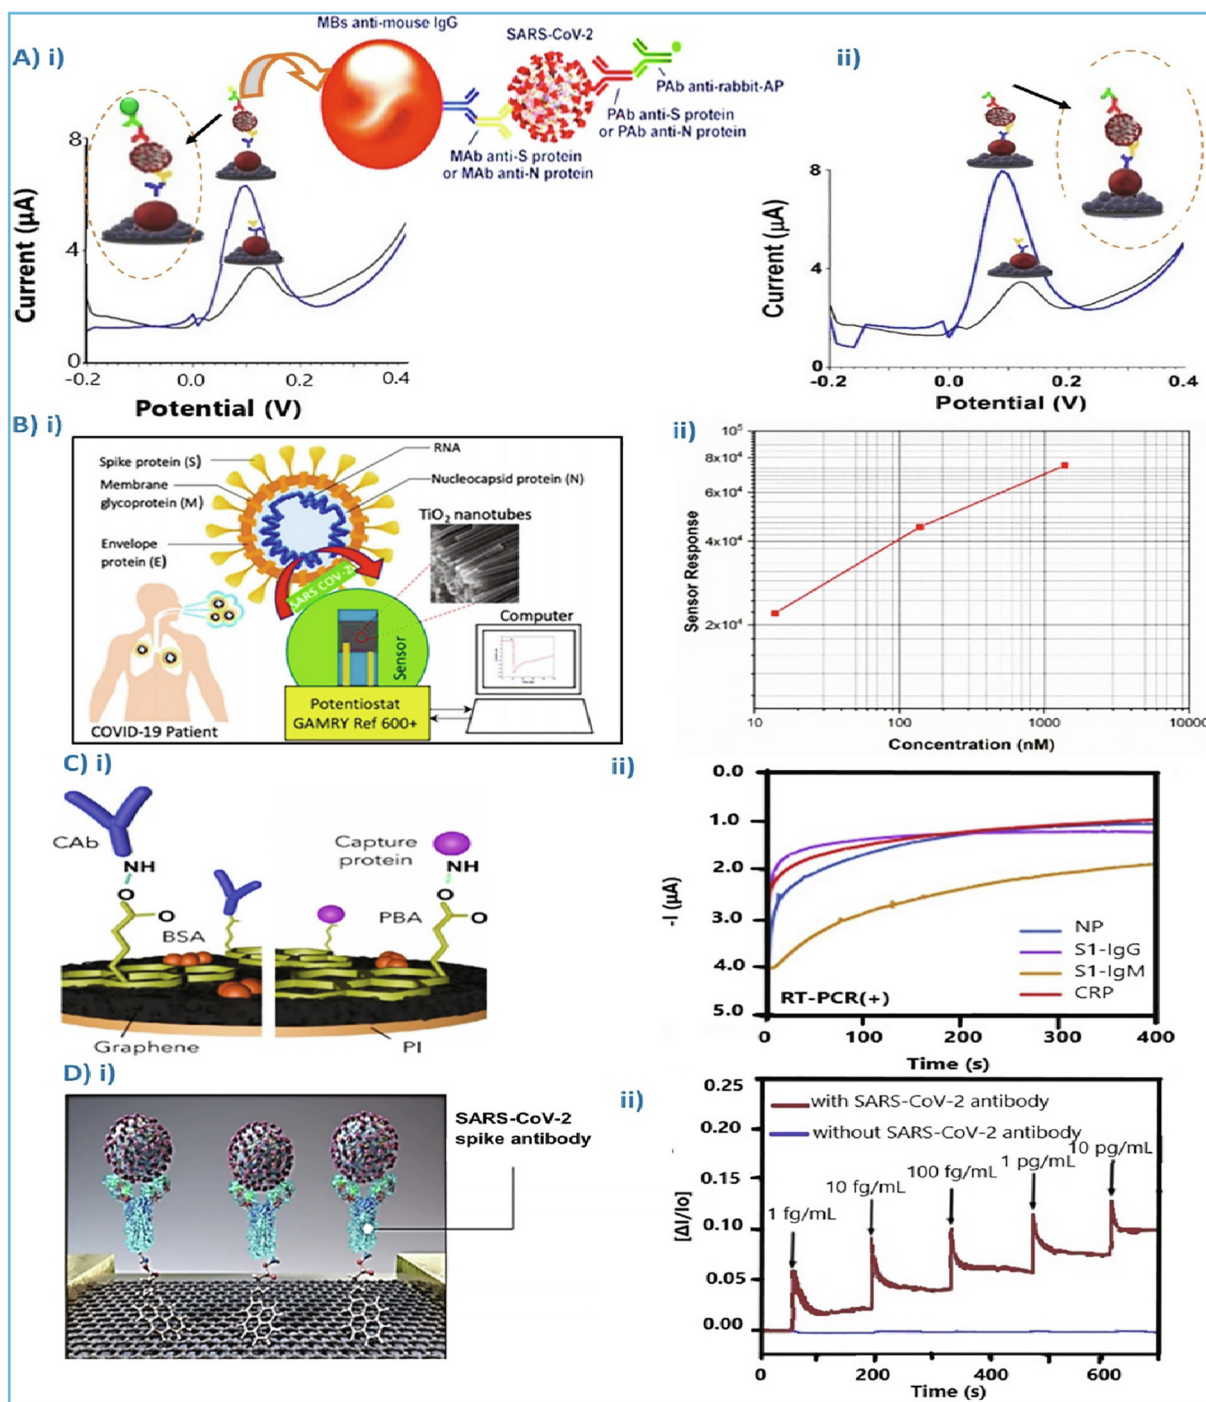 A) i)
MBs anti-mouse IgG
SARS-CoV-2
PAb anti-rabbit-AP
PAb anti-S protein
or PAb anti-N protein
MAb anti-S protein
or MAb anti-N protein
Current (µA)
8
4
0
-0.2
0.0
0.2
0.4
Potential (V)
ii)
Current (µA)
8
4
0
-0.2
0.0
0.2
0.4
Potential (V)
B) i)
Spike protein (S)
Membrane
glycoprotein (M)
Envelope
protein (E)
RNA
Nucleocapsid protein (N)
TiO₂ nanotubes
SARS COV-2
Sensor
Computer
Potentiostat
GAMRY Ref 600+
COVID-19 Patient
ii)
Sensor Response
10⁵
8x10⁴
6x10⁴
4x10⁴
2x10⁴
10
100
1000
10000
Concentration (nM)
C) i)
CAb
NH
O
O
BSA
Graphene
Capture
protein
NH
O
O
PBA
PI
ii)
-I (µA)
0.0
1.0
2.0
3.0
4.0
5.0
NP
S1-IgG
S1-IgM
CRP
RT-PCR(+)
0
100
200
300
400
Time (s)
D) i)
SARS-CoV-2
spike antibody
ii)
[ΔI/Io]
0.25
0.20
0.15
0.10
0.05
0.00
with SARS-CoV-2 antibody
without SARS-CoV-2 antibody
1 fg/mL
10 fg/mL
100 fg/mL
1 pg/mL
10 pg/mL
0
200
400
600
Time (s)